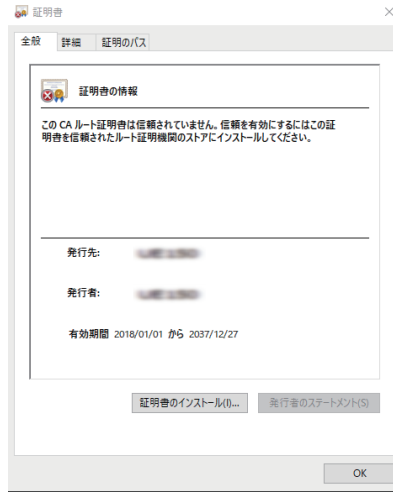 証明書
全般 詳細 証明のパス
証明書の情報
この CA ルート証明書は信頼されていません。信頼を有効にするにはこの証
明書を信頼されたルート証明機関のストアにインストールしてください。
発行先:
発行者:
有効期間 2018/01/01 から 2037/12/27
証明書のインストール(I)... 発行者のステートメント(S)
OK